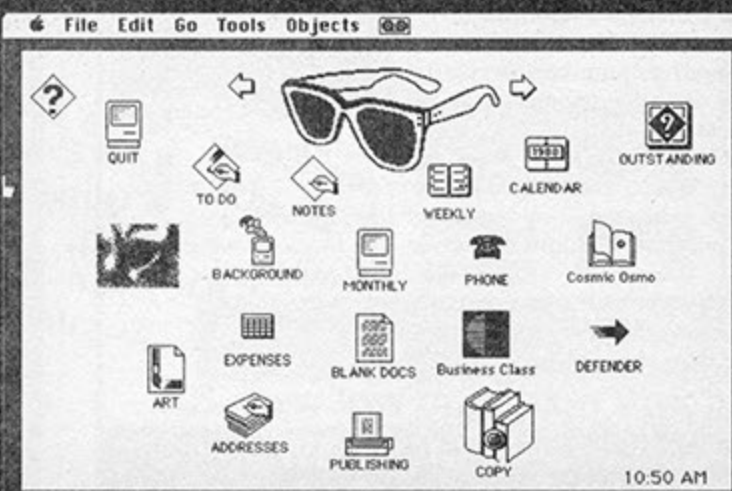 File Edit Go Tools Objects
?
QUIT
TO DO
NOTES
WEEKLY
CALENDAR
OUTSTANDING
BACKGROUND
MONTHLY
PHONE
Cosmic Osmo
EXPENSES
BLANK DOCS
Business Class
DEFENDER
ART
ADDRESSES
PUBLISHING
COPY
10:50 AM